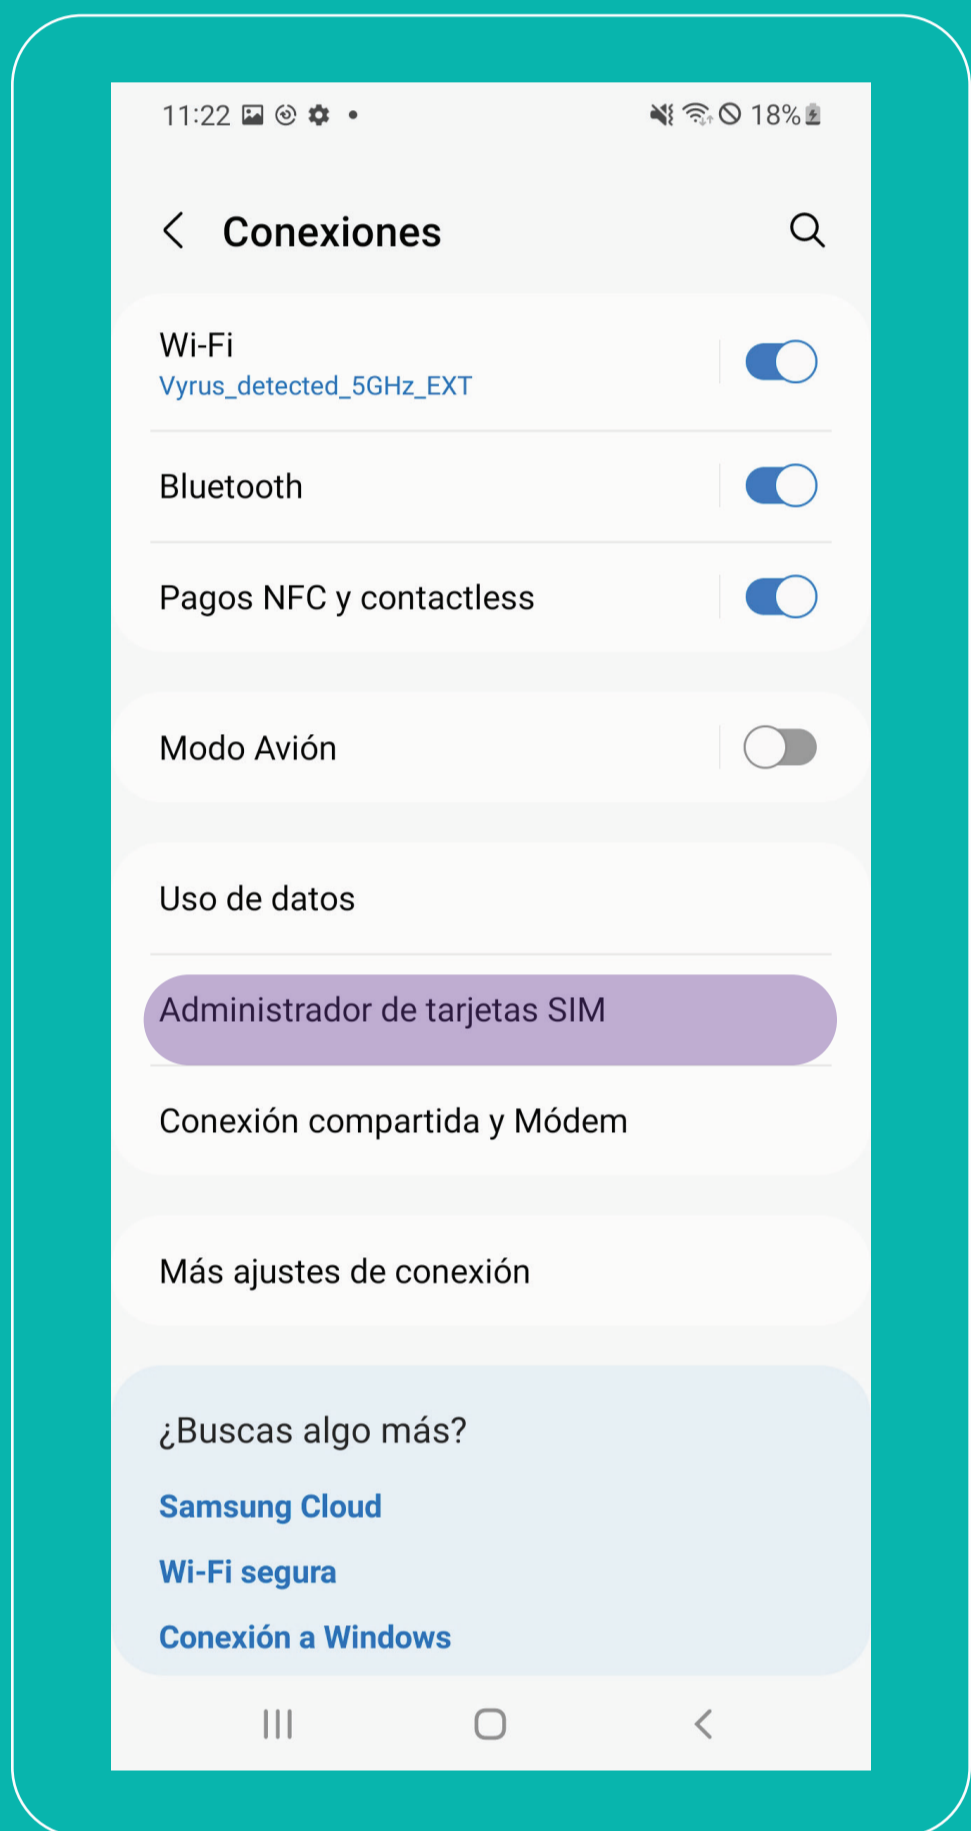 11:22
18%
Conexiones
Wi-Fi
Vyrus_detected_5GHz_EXT
Bluetooth
Pagos NFC y contactless
Modo Avión
Uso de datos
Administrador de tarjetas SIM
Conexión compartida y Módem
Más ajustes de conexión
¿Buscas algo más?
Samsung Cloud
Wi-Fi segura
Conexión a Windows